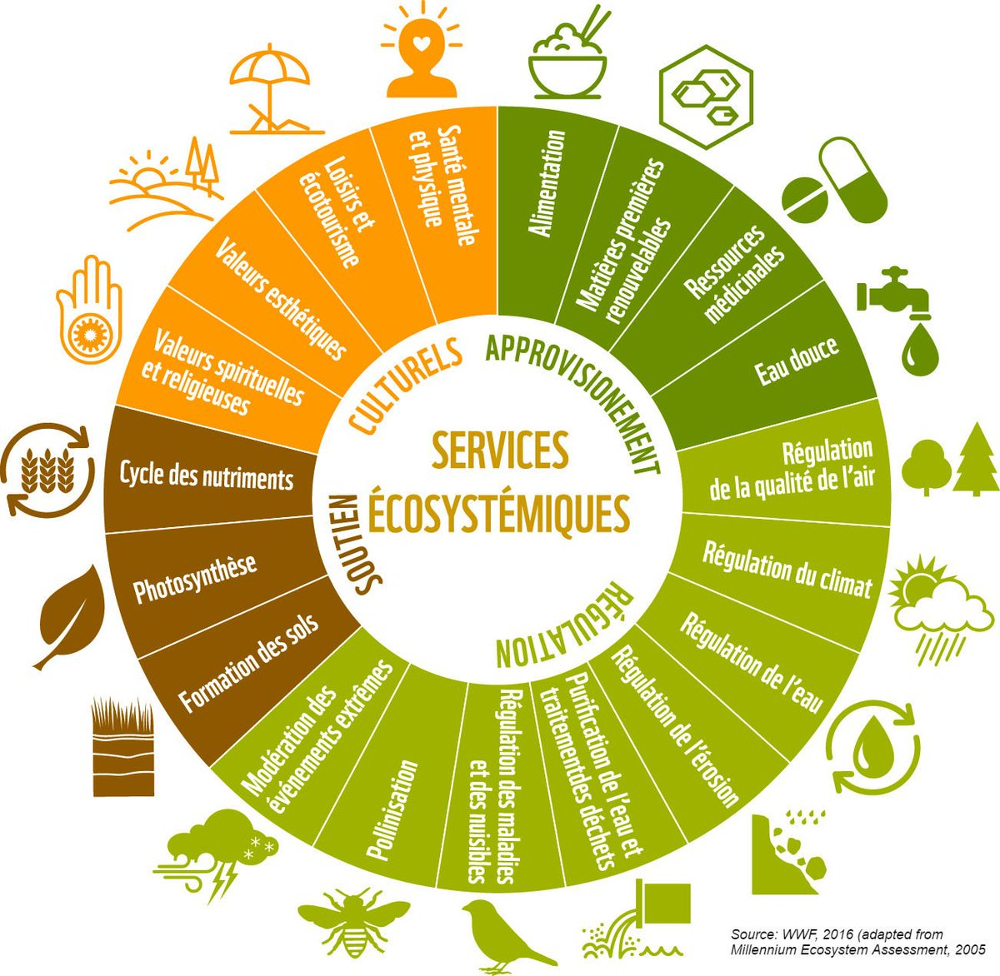 SERVICES
ÉCOSYSTÉMIQUES
APPROVISIONEMENT
Alimentation
Matières premières
renouvelables
Ressources
médicinales
Eau douce
RÉGULATION
Régulation
de la qualité de l'air
Régulation du climat
Régulation de l'eau
Régulation de l'érosion
Purification de l'eau et
traitementdes déchets
Régulation des maladies
et des nuisibles
Pollinisation
Modération des
événements extrêmes
SOUTIEN
Formation des sols
Photosynthèse
Cycle des nutriments
CULTURELS
Valeurs spirituelles
et religieuses
Valeurs esthétiques
Loisirs et
écotourisme
Santé mentale
et physique
Source: WWF, 2016 (adapted from
Millennium Ecosystem Assessment, 2005